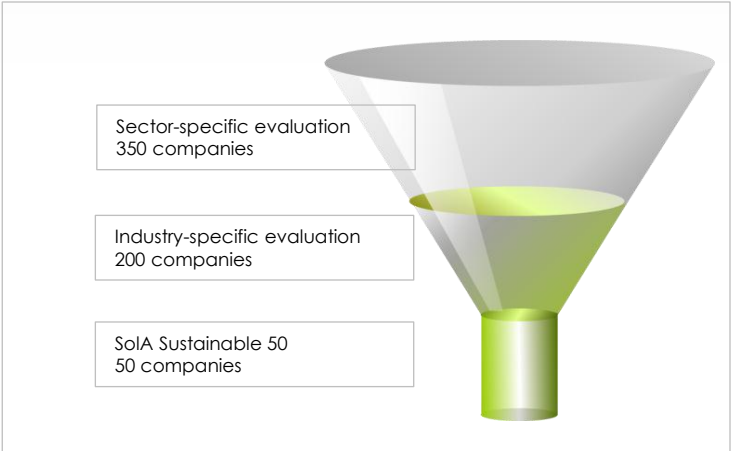 Sector-specific evaluation
350 companies
Industry-specific evaluation
200 companies
SolA Sustainable 50
50 companies